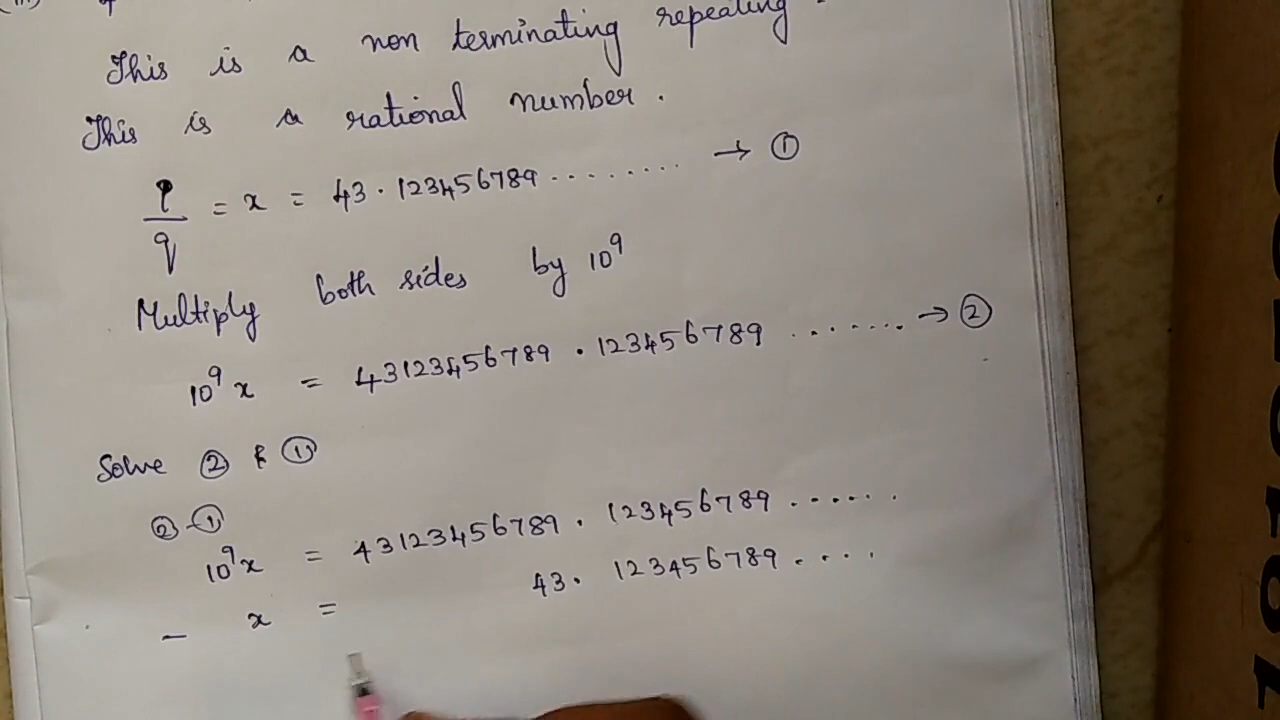 This is a non terminating repeating.
This is a rational number.
p/q = x = 43.123456789......... → ①
Multiply both sides by 10⁹
10⁹x = 43123456789.123456789 ....... → ②
Solve ② & ①
②-①
10⁹x = 43123456789.123456789 ......
- x = 43.123456789....